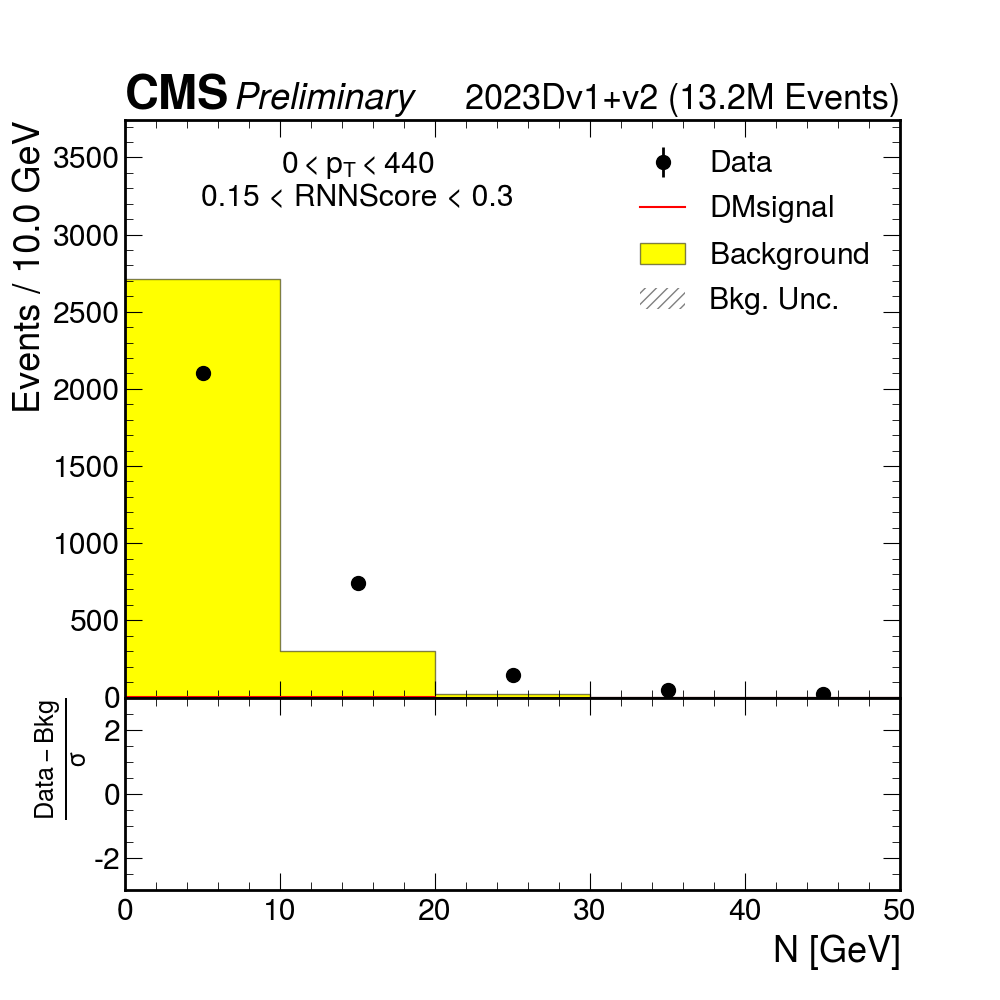 CMS Preliminary 2023Dv1+v2 (13.2M Events)
Events / 10.0 GeV
3500
3000
2500
2000
1500
1000
500
0
0 < pT < 440
0.15 < RNNScore < 0.3
Data
DMsignal
Background
Bkg. Unc.
Data – Bkg
σ
2
0
-2
0 10 20 30 40 50
N [GeV]